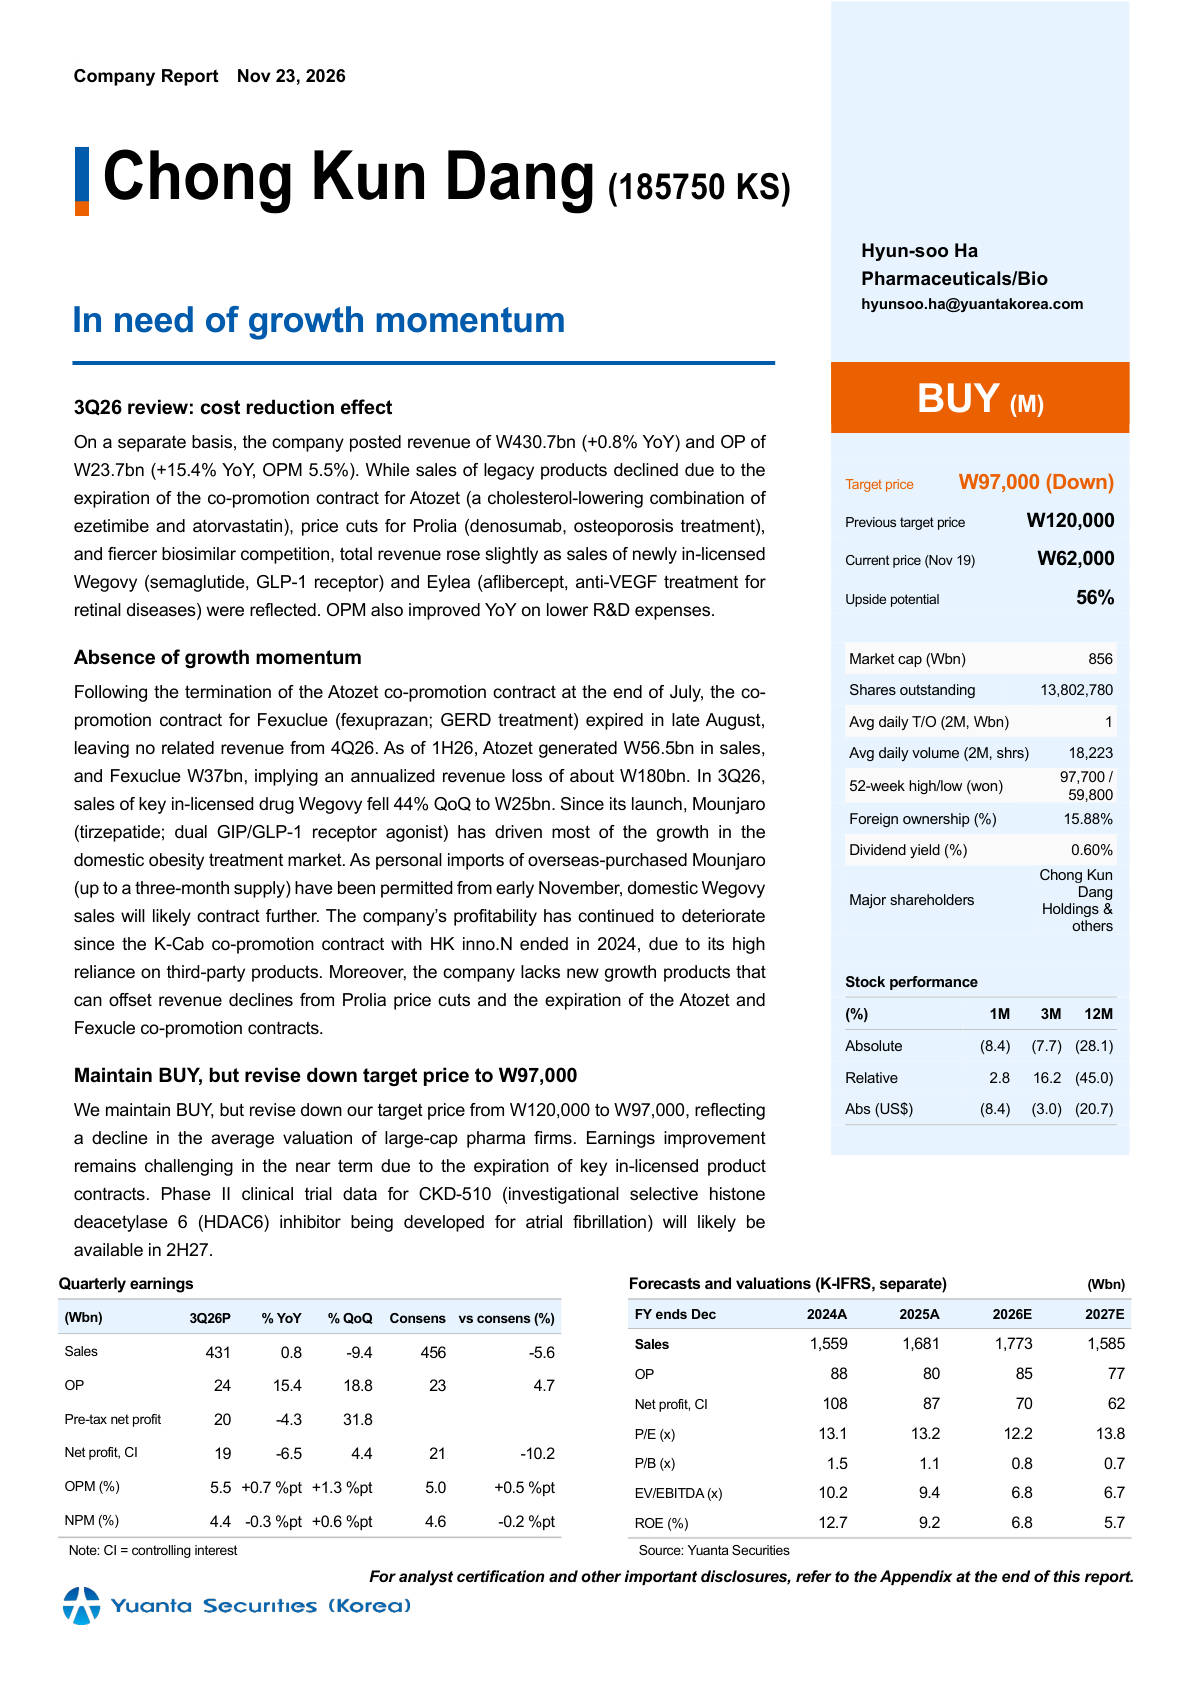 Company Report Nov 23, 2026
Chong Kun Dang (185750 KS)
Hyun-soo Ha
Pharmaceuticals/Bio
hyunsoo.ha@yuantakorea.com
In need of growth momentum
3Q26 review: cost reduction effect
On a separate basis, the company posted revenue of W430.7bn (+0.8% YoY) and OP of
W23.7bn (+15.4% YoY, OPM 5.5%). While sales of legacy products declined due to the
expiration of the co-promotion contract for Atozet (a cholesterol-lowering combination of
ezetimibe and atorvastatin), price cuts for Prolia (denosumab, osteoporosis treatment),
and fiercer biosimilar competition, total revenue rose slightly as sales of newly in-licensed
Wegovy (semaglutide, GLP-1 receptor) and Eylea (aflibercept, anti-VEGF treatment for
retinal diseases) were reflected. OPM also improved YoY on lower R&D expenses.
Absence of growth momentum
Following the termination of the Atozet co-promotion contract at the end of July, the co-
promotion contract for Fexuclue (fexuprazan; GERD treatment) expired in late August,
leaving no related revenue from 4Q26. As of 1H26, Atozet generated W56.5bn in sales,
and Fexuclue W37bn, implying an annualized revenue loss of about W180bn. In 3Q26,
sales of key in-licensed drug Wegovy fell 44% QoQ to W25bn. Since its launch, Mounjaro
(tirzepatide; dual GIP/GLP-1 receptor agonist) has driven most of the growth in the
domestic obesity treatment market. As personal imports of overseas-purchased Mounjaro
(up to a three-month supply) have been permitted from early November, domestic Wegovy
sales will likely contract further. The company’s profitability has continued to deteriorate
since the K-Cab co-promotion contract with HK inno.N ended in 2024, due to its high
reliance on third-party products. Moreover, the company lacks new growth products that
can offset revenue declines from Prolia price cuts and the expiration of the Atozet and
Fexucle co-promotion contracts.
Maintain BUY, but revise down target price to W97,000
We maintain BUY, but revise down our target price from W120,000 to W97,000, reflecting
a decline in the average valuation of large-cap pharma firms. Earnings improvement
remains challenging in the near term due to the expiration of key in-licensed product
contracts. Phase II clinical trial data for CKD-510 (investigational selective histone
deacetylase 6 (HDAC6) inhibitor being developed for atrial fibrillation) will likely be
available in 2H27.
BUY (M)
Target price W97,000 (Down)
Previous target price W120,000
Current price (Nov 19) W62,000
Upside potential 56%
Market cap (Wbn) 856
Shares outstanding 13,802,780
Avg daily T/O (2M, Wbn) 1
Avg daily volume (2M, shrs) 18,223
52-week high/low (won) 97,700 /
59,800
Foreign ownership (%) 15.88%
Dividend yield (%) 0.60%
Major shareholders Chong Kun
Dang
Holdings &
others
Stock performance
(%) 1M 3M 12M
Absolute (8.4) (7.7) (28.1)
Relative 2.8 16.2 (45.0)
Abs (US$) (8.4) (3.0) (20.7)
Quarterly earnings
(Wbn) 3Q26P % YoY % QoQ Consens vs consens (%)
Sales 431 0.8 -9.4 456 -5.6
OP 24 15.4 18.8 23 4.7
Pre-tax net profit 20 -4.3 31.8
Net profit, CI 19 -6.5 4.4 21 -10.2
OPM (%) 5.5 +0.7 %pt +1.3 %pt 5.0 +0.5 %pt
NPM (%) 4.4 -0.3 %pt +0.6 %pt 4.6 -0.2 %pt
Note: CI = controlling interest
Forecasts and valuations (K-IFRS, separate) (Wbn)
FY ends Dec 2024A 2025A 2026E 2027E
Sales 1,559 1,681 1,773 1,585
OP 88 80 85 77
Net profit, CI 108 87 70 62
P/E (x) 13.1 13.2 12.2 13.8
P/B (x) 1.5 1.1 0.8 0.7
EV/EBITDA (x) 10.2 9.4 6.8 6.7
ROE (%) 12.7 9.2 6.8 5.7
Source: Yuanta Securities
For analyst certification and other important disclosures, refer to the Appendix at the end of this report.
Yuanta Securities (Korea)